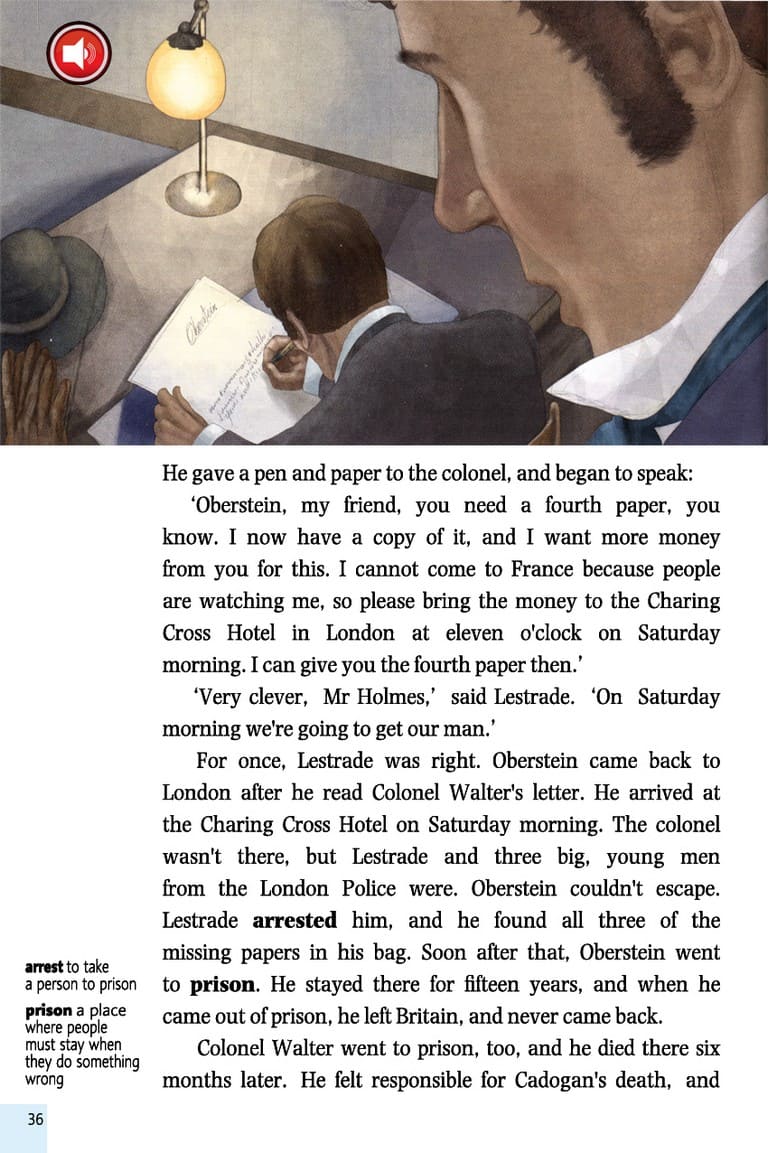 Oberstein
He gave a pen and paper to the colonel, and began to speak:
‘Oberstein, my friend, you need a fourth paper, you
know. I now have a copy of it, and I want more money
from you for this. I cannot come to France because people
are watching me, so please bring the money to the Charing
Cross Hotel in London at eleven o'clock on Saturday
morning. I can give you the fourth paper then.’
‘Very clever, Mr Holmes,’ said Lestrade. ‘On Saturday
morning we're going to get our man.’
For once, Lestrade was right. Oberstein came back to
London after he read Colonel Walter's letter. He arrived at
the Charing Cross Hotel on Saturday morning. The colonel
wasn't there, but Lestrade and three big, young men
from the London Police were. Oberstein couldn't escape.
Lestrade arrested him, and he found all three of the
missing papers in his bag. Soon after that, Oberstein went
to prison. He stayed there for fifteen years, and when he
came out of prison, he left Britain, and never came back.
Colonel Walter went to prison, too, and he died there six
months later. He felt responsible for Cadogan's death, and
arrest to take
a person to prison
prison a place
where people
must stay when
they do something
wrong
36